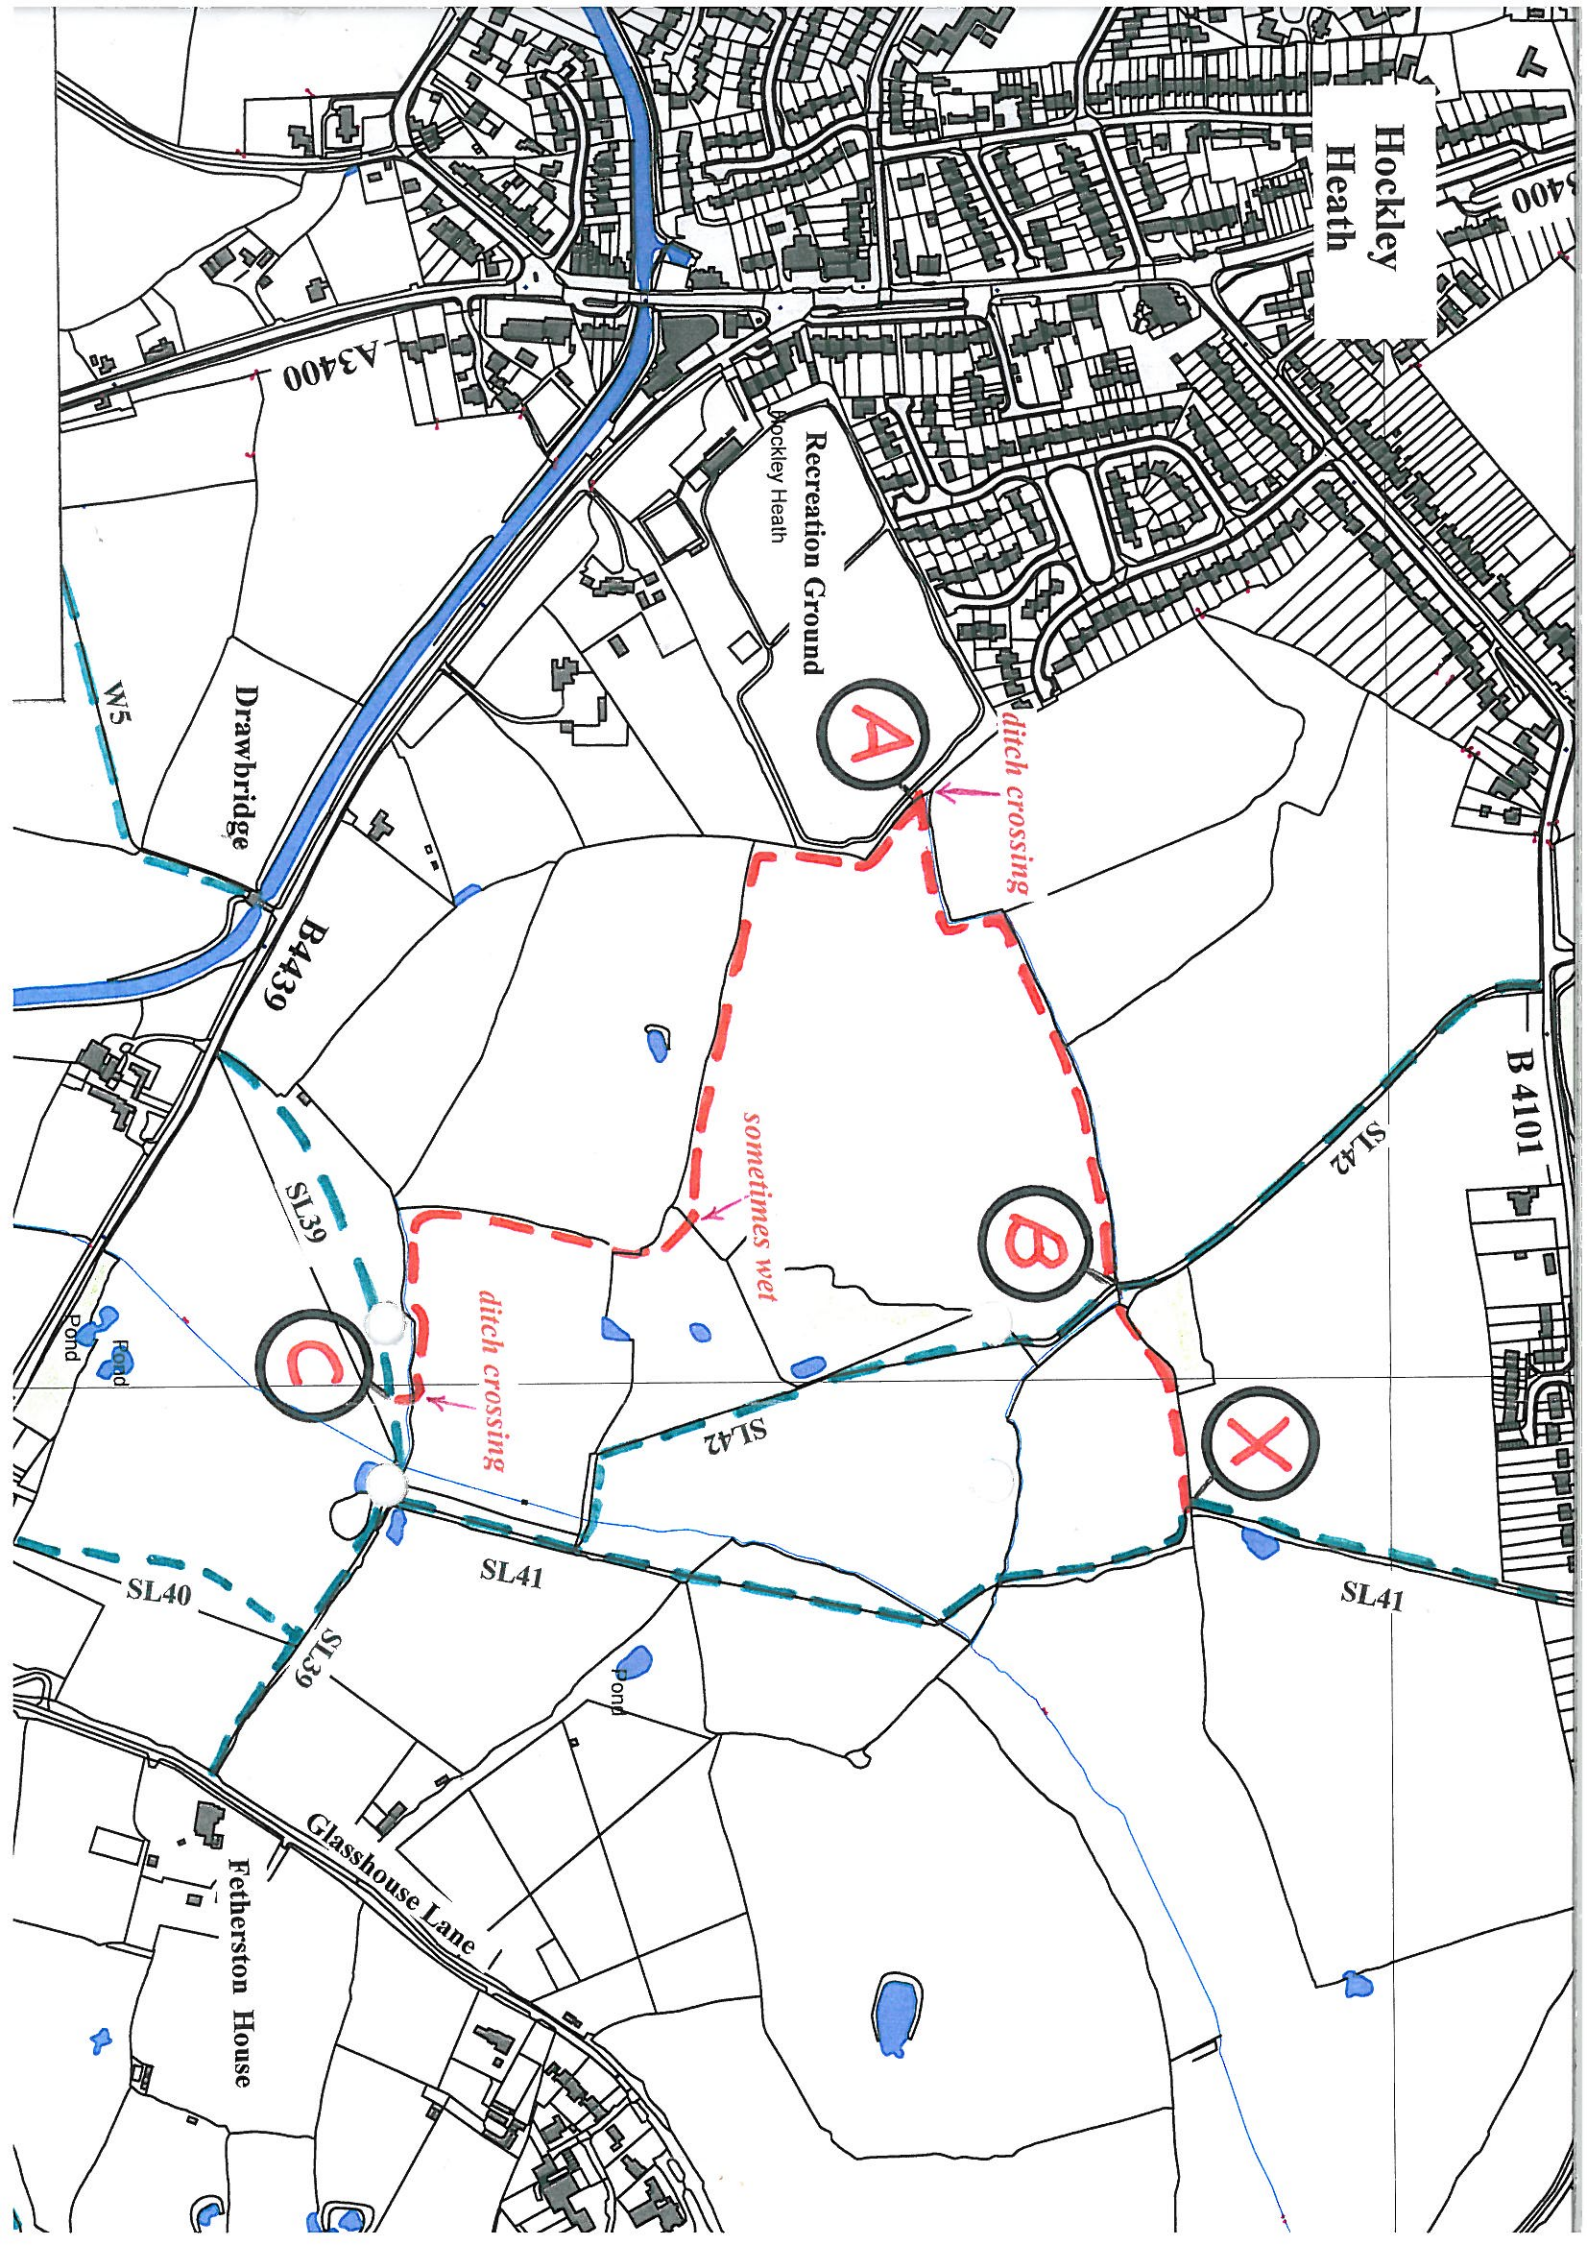 Hockley
Heath
3400
A3400
Recreation Ground
Hockley Heath
A
ditch crossing
W5
Drawbridge
B4439
B 4101
SL42
sometimes wet
B
SL39
ditch crossing
C
X
Pond
Pond
SL42
SL41
SL41
SL40
SL39
Pond
Glasshouse Lane
Fetherston House